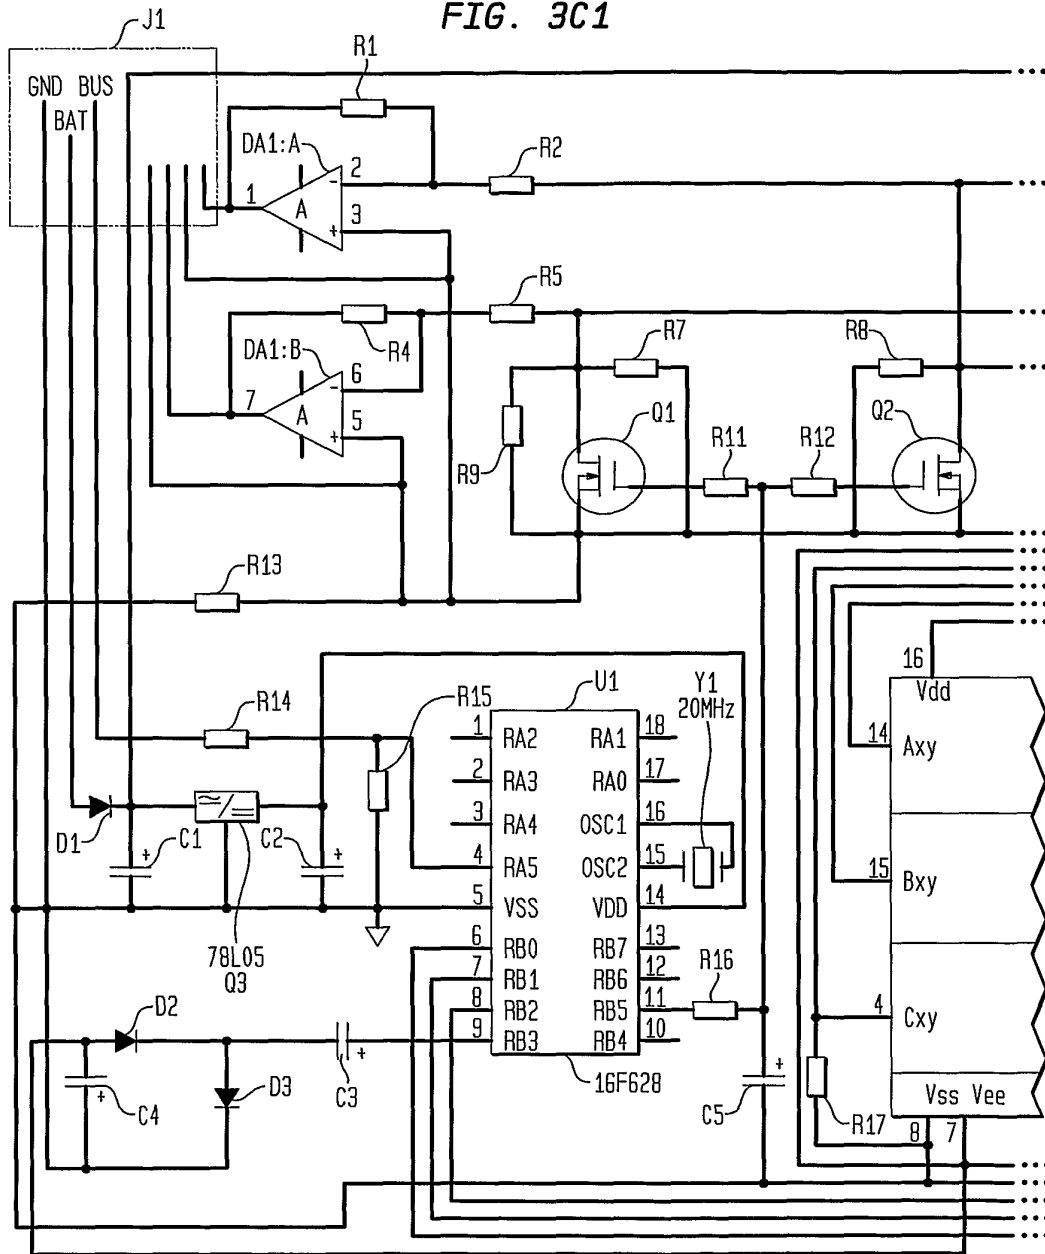 FIG. 3C1
J1
GND BUS
BAT
R1
DA1:A
2
R2
1
A
-
3
+
R5
R4
DA1:B
6
-
7
A
5
+
R7
R8
Q1
Q2
R9
R11
R12
R13
16
Vdd
14 Axy
15 Bxy
4 Cxy
Vss Vee
8 7
R14
R15
U1
Y1
20MHz
1 RA2 RA1 18
2 RA3 RA0 17
3 RA4 OSC1 16
4 RA5 OSC2 15
5 VSS VDD 14
6 RB0 RB7 13
7 RB1 RB6 12
8 RB2 RB5 11
9 RB3 RB4 10
16F628
D1
C1
+
C2
+
78L05
Q3
R16
D2
D3
C3
+
C4
+
C5
+
R17